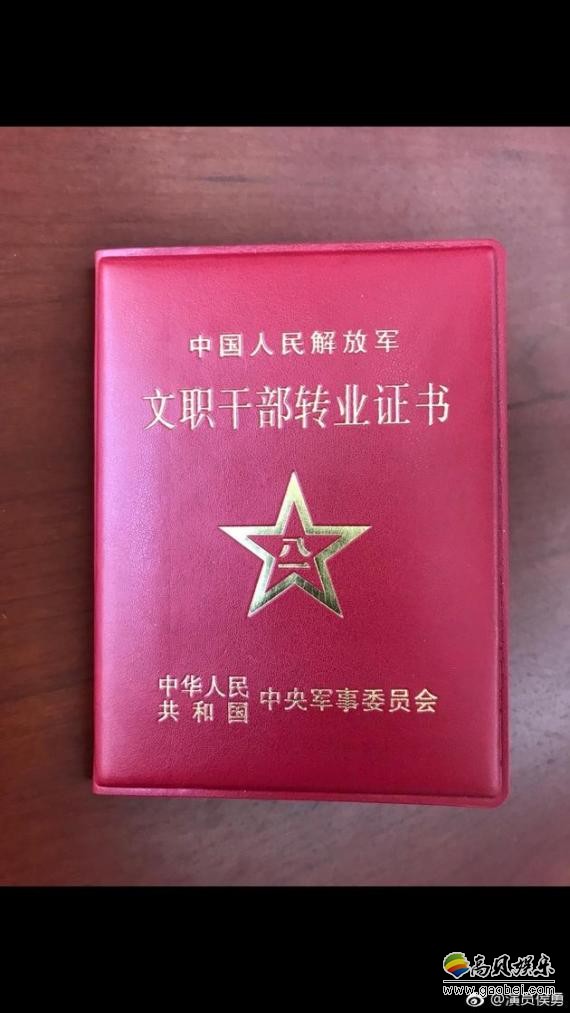 中国人民解放军
文职干部转业证书
八一
中华人民
共和国
中央军事委员会
高贝娱乐
www.gaobei.com
@演员侯勇